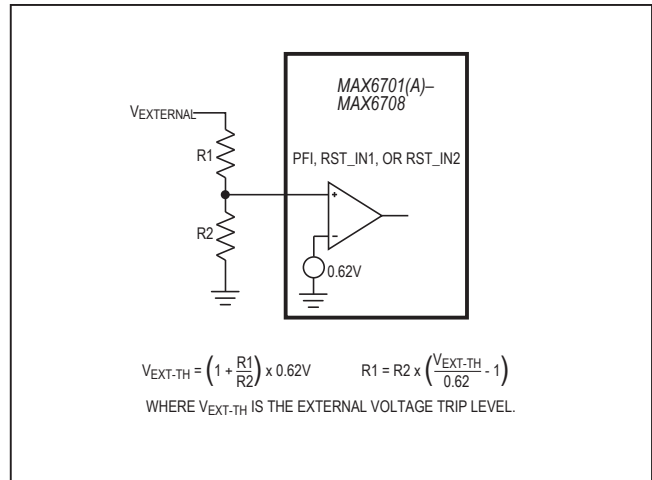 MAX6701(A)–
MAX6708
VEXTERNAL
R1
PFI, RST_IN1, OR RST_IN2
+
R2
–
0.62V
VEXT-TH = (1 + R1/R2) x 0.62V R1 = R2 x (VEXT-TH/0.62 - 1)
WHERE VEXT-TH IS THE EXTERNAL VOLTAGE TRIP LEVEL.